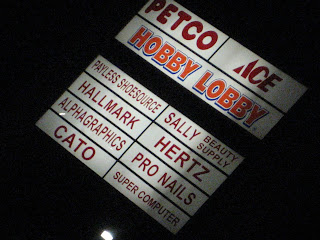 PETCO
ACE
HOBBY LOBBY
PAYLESS SHOESOURCE
SALLY BEAUTY SUPPLY
HALLMARK
HERTZ
ALPHAGRAPHICS
PRO NAILS
CATO
SUPER COMPUTER